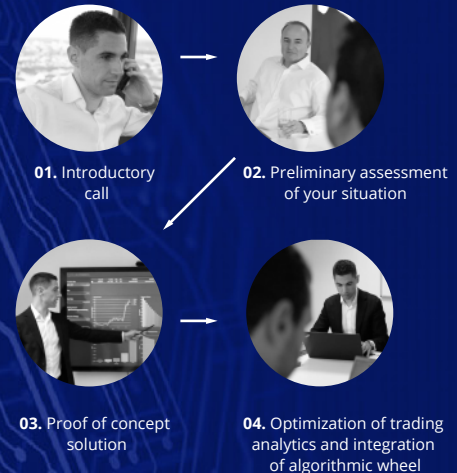 01. Introductory
call
02. Preliminary assessment
of your situation
03. Proof of concept
solution
04. Optimization of trading
analytics and integration
of algorithmic wheel